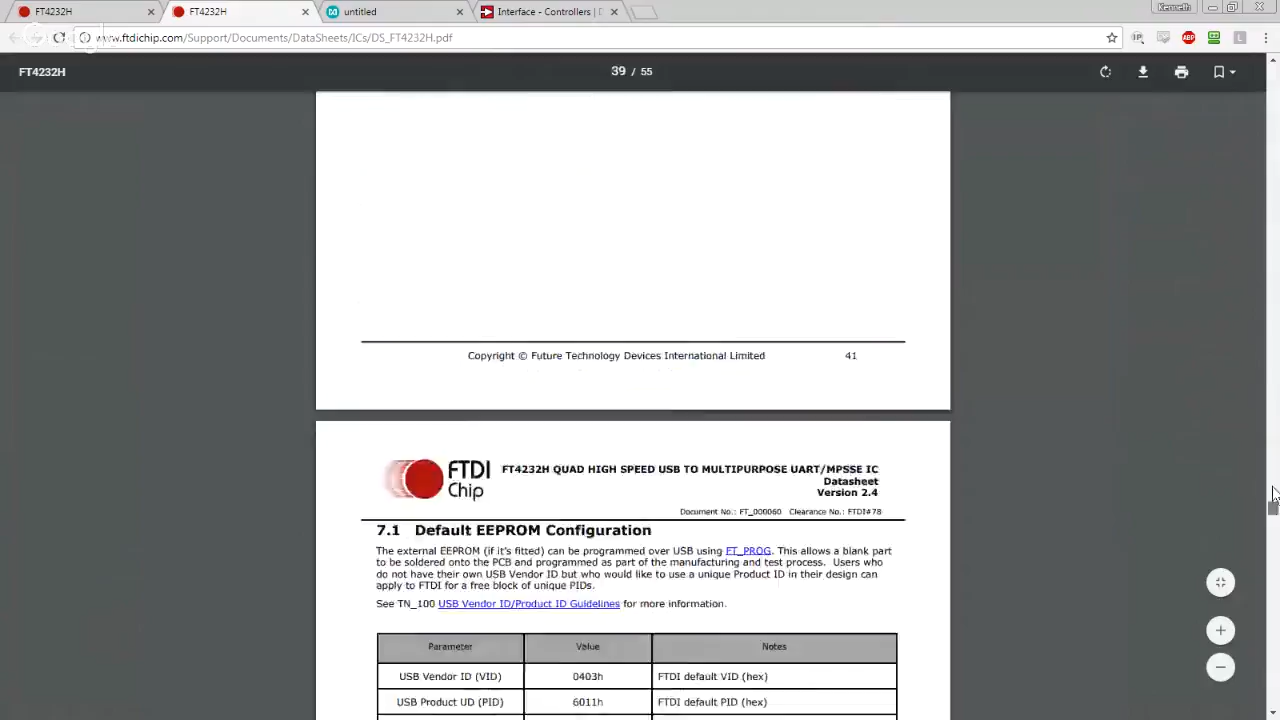 FT4232H
FT4232H
untitled
Interface - Controllers | D
Kenneth
www.ftdichip.com/Support/Documents/DataSheets/ICs/DS_FT4232H.pdf
ABP
FT4232H
39 / 55
Copyright © Future Technology Devices International Limited 41
FTDI
Chip
FT4232H QUAD HIGH SPEED USB TO MULTIPURPOSE UART/MPSSE IC
Datasheet
Version 2.4
Document No.: FT_000060 Clearance No.: FTDI#78
7.1 Default EEPROM Configuration
The external EEPROM (if it's fitted) can be programmed over USB using FT_PROG. This allows a blank part
to be soldered onto the PCB and programmed as part of the manufacturing and test process. Users who
do not have their own USB Vendor ID but who would like to use a unique Product ID in their design can
apply to FTDI for a free block of unique PIDs.
See TN_100 USB Vendor ID/Product ID Guidelines for more information.
Parameter Value Notes
USB Vendor ID (VID) 0403h FTDI default VID (hex)
USB Product UD (PID) 6011h FTDI default PID (hex)